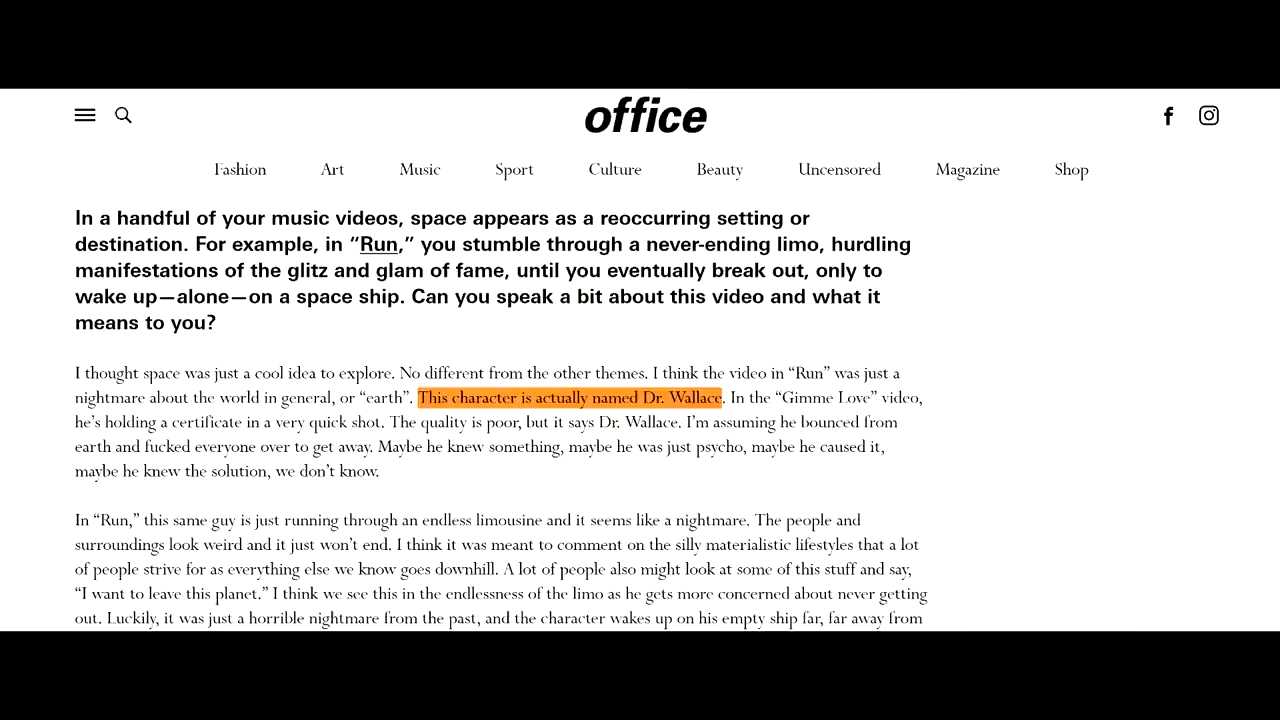 office
Fashion Art Music Sport Culture Beauty Uncensored Magazine Shop
In a handful of your music videos, space appears as a reoccurring setting or
destination. For example, in “Run,” you stumble through a never-ending limo, hurdling
manifestations of the glitz and glam of fame, until you eventually break out, only to
wake up—alone—on a space ship. Can you speak a bit about this video and what it
means to you?
I thought space was just a cool idea to explore. No different from the other themes. I think the video in “Run” was just a
nightmare about the world in general, or “earth”. This character is actually named Dr. Wallace. In the “Gimme Love” video,
he’s holding a certificate in a very quick shot. The quality is poor, but it says Dr. Wallace. I’m assuming he bounced from
earth and fucked everyone over to get away. Maybe he knew something, maybe he was just psycho, maybe he caused it,
maybe he knew the solution, we don’t know.
In “Run,” this same guy is just running through an endless limousine and it seems like a nightmare. The people and
surroundings look weird and it just won’t end. I think it was meant to comment on the silly materialistic lifestyles that a lot
of people strive for as everything else we know goes downhill. A lot of people also might look at some of this stuff and say,
“I want to leave this planet.” I think we see this in the endlessness of the limo as he gets more concerned about never getting
out. Luckily, it was just a horrible nightmare from the past, and the character wakes up on his empty ship far, far away from